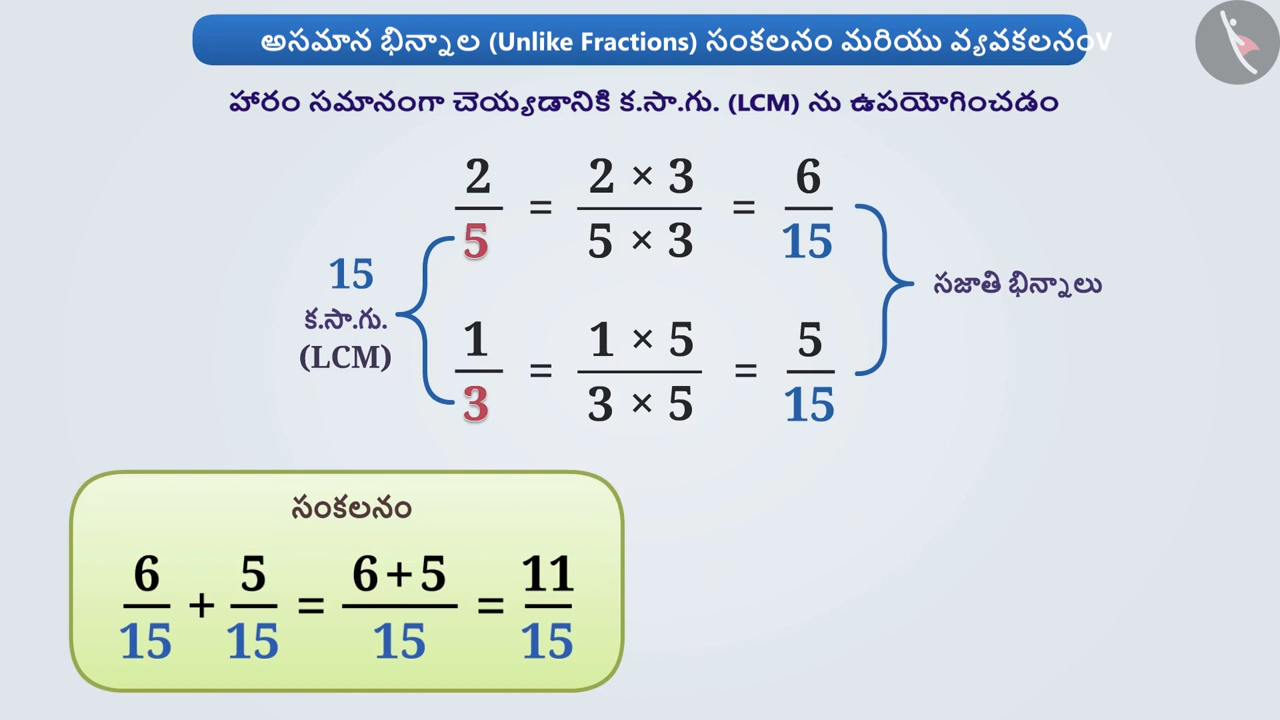 అసమాన భిన్నాల (Unlike Fractions) సంకలనం మరియు వ్యవకలనంV
హారం సమానంగా చెయ్యడానికి క.సా.గు. (LCM) ను ఉపయోగించడం
2/5 = 2 × 3/5 × 3 = 6/15
15
క.సా.గు.
(LCM)
సజాతి భిన్నాలు
1/3 = 1 × 5/3 × 5 = 5/15
సంకలనం
6/15 + 5/15 = 6+5/15 = 11/15